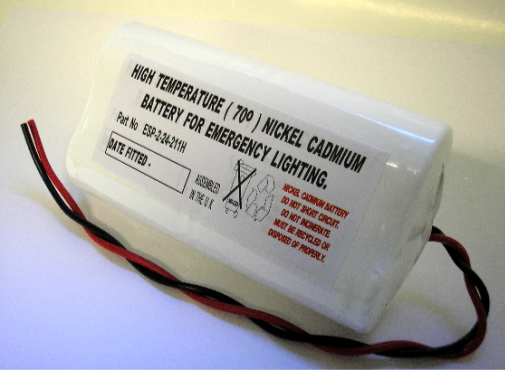 HIGH TEMPERATURE ( 70º ) NICKEL CADMIUM
BATTERY FOR EMERGENCY LIGHTING.
Part No ESP-2-24-211H
DATE FITTED -
ASSEMBLED
IN THE U K
NICKEL CADMIUM BATTERY
DO NOT SHORT CIRCUIT.
DO NOT INCINERATE.
MUST BE RECYCLED OR
DISPOSED OF PROPERLY.